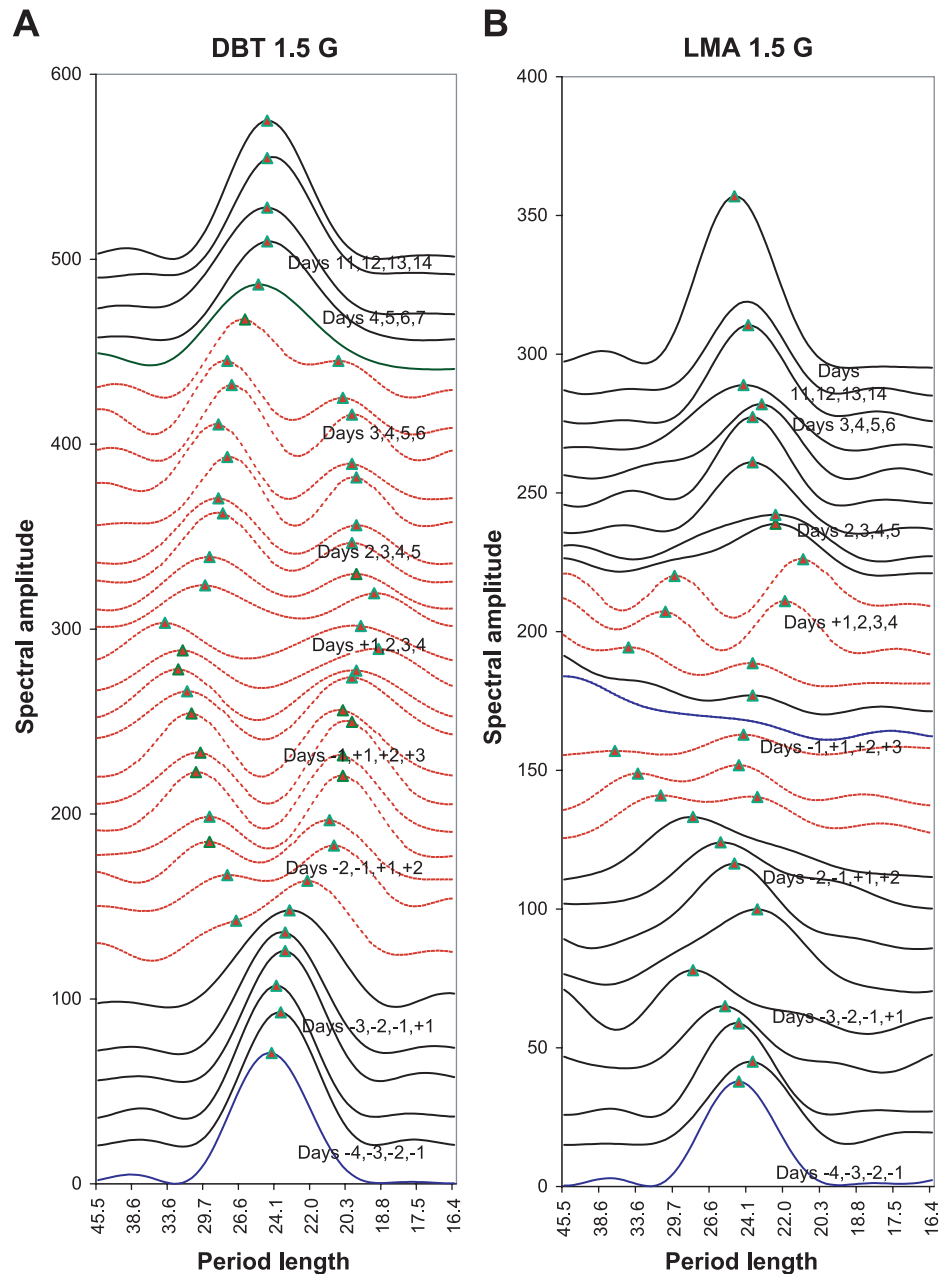 A
DBT 1.5 G
600
500
400
300
200
100
0
Spectral amplitude
Days 11,12,13,14
Days 4,5,6,7
Days 3,4,5,6
Days 2,3,4,5
Days +1,2,3,4
Days -1,+1,+2,+3
Days -2,-1,+1,+2
Days -3,-2,-1,+1
Days -4,-3,-2,-1
45.5 38.6 33.6 29.7 26.6 24.1 22.0 20.3 18.8 17.5 16.4
Period length
B
LMA 1.5 G
400
350
300
250
200
150
100
50
0
Spectral amplitude
Days
11,12,13,14
Days 3,4,5,6
Days 2,3,4,5
Days +1,2,3,4
Days -1,+1,+2,+3
Days -2,-1,+1,+2
Days -3,-2,-1,+1
Days -4,-3,-2,-1
45.5 38.6 33.6 29.7 26.6 24.1 22.0 20.3 18.8 17.5 16.4
Period length